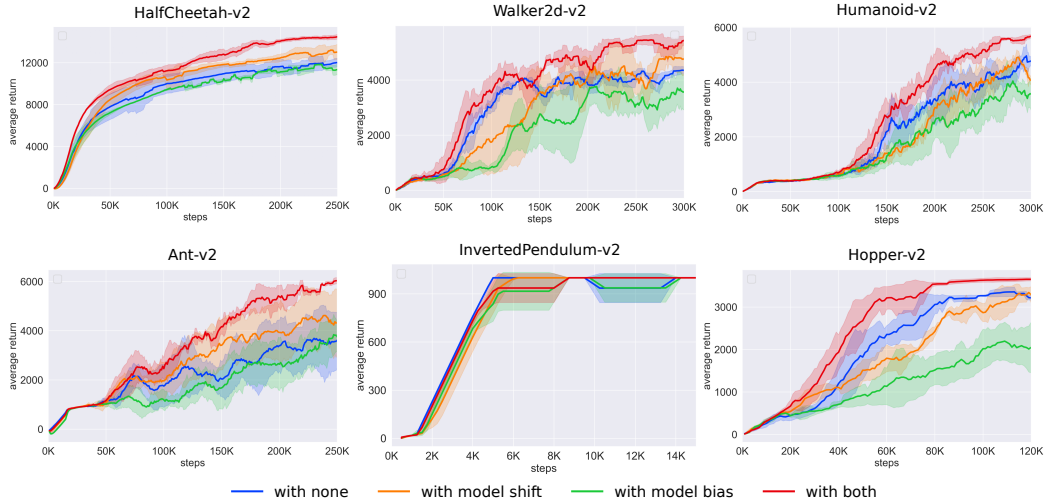 HalfCheetah-v2
Walker2d-v2
Humanoid-v2
average return
12000
8000
4000
0
0K 50K 100K 150K 200K 250K
steps
average return
6000
4000
2000
0
0K 50K 100K 150K 200K 250K 300K
steps
average return
6000
4000
2000
0
0K 50K 100K 150K 200K 250K 300K
steps
Ant-v2
InvertedPendulum-v2
Hopper-v2
average return
6000
4000
2000
0
0K 50K 100K 150K 200K 250K
steps
average return
900
600
300
0
0K 2K 4K 6K 8K 10K 12K 14K
steps
average return
3000
2000
1000
0
0K 20K 40K 60K 80K 100K 120K
steps
with none with model shift with model bias with both